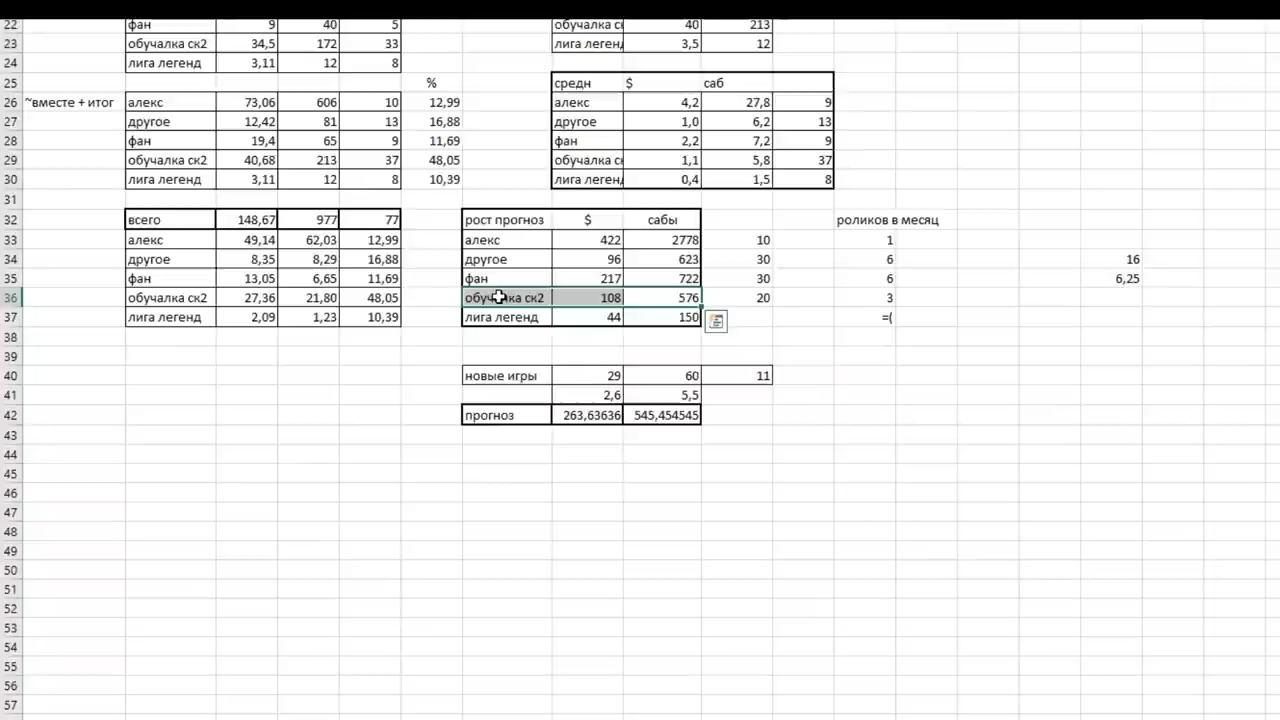 22 фан 9 40 5 обучалка ск 40 213
23 обучалка ск2 34,5 172 33 лига легенд 3,5 12
24 лига легенд 3,11 12 8
25 % средн $ саб
26 ~вместе + итог алекс 73,06 606 10 12,99 алекс 4,2 27,8 9
27 другое 12,42 81 13 16,88 другое 1,0 6,2 13
28 фан 19,4 65 9 11,69 фан 2,2 7,2 9
29 обучалка ск2 40,68 213 37 48,05 обучалка ск 1,1 5,8 37
30 лига легенд 3,11 12 8 10,39 лига легенд 0,4 1,5 8
31
32 всего 148,67 977 77 рост прогноз $ сабы роликов в месяц
33 алекс 49,14 62,03 12,99 алекс 422 2778 10 1
34 другое 8,35 8,29 16,88 другое 96 623 30 6 16
35 фан 13,05 6,65 11,69 фан 217 722 30 6 6,25
36 обучалка ск2 27,36 21,80 48,05 обучалка ск2 108 576 20 3
37 лига легенд 2,09 1,23 10,39 лига легенд 44 150 =(
38
39
40 новые игры 29 60 11
41 2,6 5,5
42 прогноз 263,63636 545,454545
43
44
45
46
47
48
49
50
51
52
53
54
55
56
57